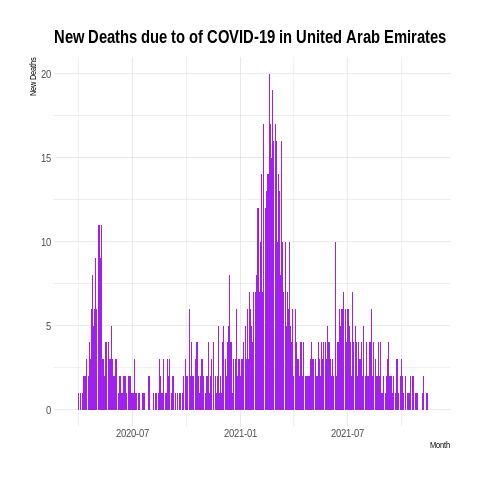 New Deaths due to of COVID-19 in United Arab Emirates
New Deaths
20
15
10
5
0
2020-07 2021-01 2021-07
Month